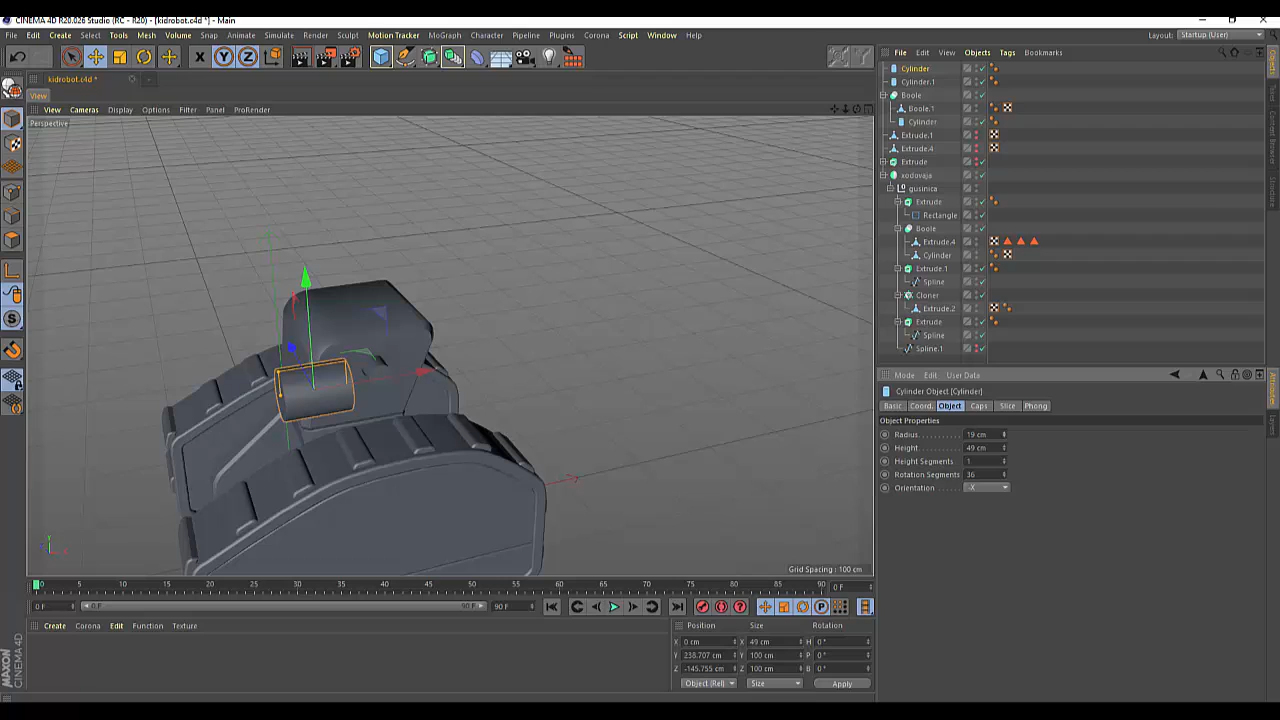 CINEMA 4D R20.026 Studio (RC - R20) - [kidrobot.c4d *] - Main
File Edit Create Select Tools Mesh Volume Snap Animate Simulate Render Sculpt Motion Tracker MoGraph Character Pipeline Plugins Corona Script Window Help
Layout: Startup (User)
X Y Z
kidrobot.c4d *
View
View Cameras Display Options Filter Panel ProRender
Perspective
Grid Spacing : 100 cm
File Edit View Objects Tags Bookmarks
Cylinder
Cylinder.1
Boole
Boole.1
Cylinder
Extrude.1
Extrude.4
Extrude
xodovaja
gusinica
Extrude
Rectangle
Boole
Extrude.4
Cylinder
Extrude.1
Spline
Cloner
Extrude.2
Extrude
Spline
Spline.1
Mode Edit User Data
Cylinder Object [Cylinder]
Basic Coord. Object Caps Slice Phong
Object Properties
Radius 19 cm
Height 49 cm
Height Segments 1
Rotation Segments 36
Orientation -X
0 5 10 15 20 25 30 35 40 45 50 55 60 65 70 75 80 85 90 0 F
0 F 0 F 90 F 90 F
Create Corona Edit Function Texture
Position Size Rotation
X 0 cm X 49 cm H 0 °
Y 238.707 cm Y 100 cm P 0 °
Z -145.755 cm Z 100 cm B 0 °
Object (Rel) Size Apply
MAXON CINEMA 4D